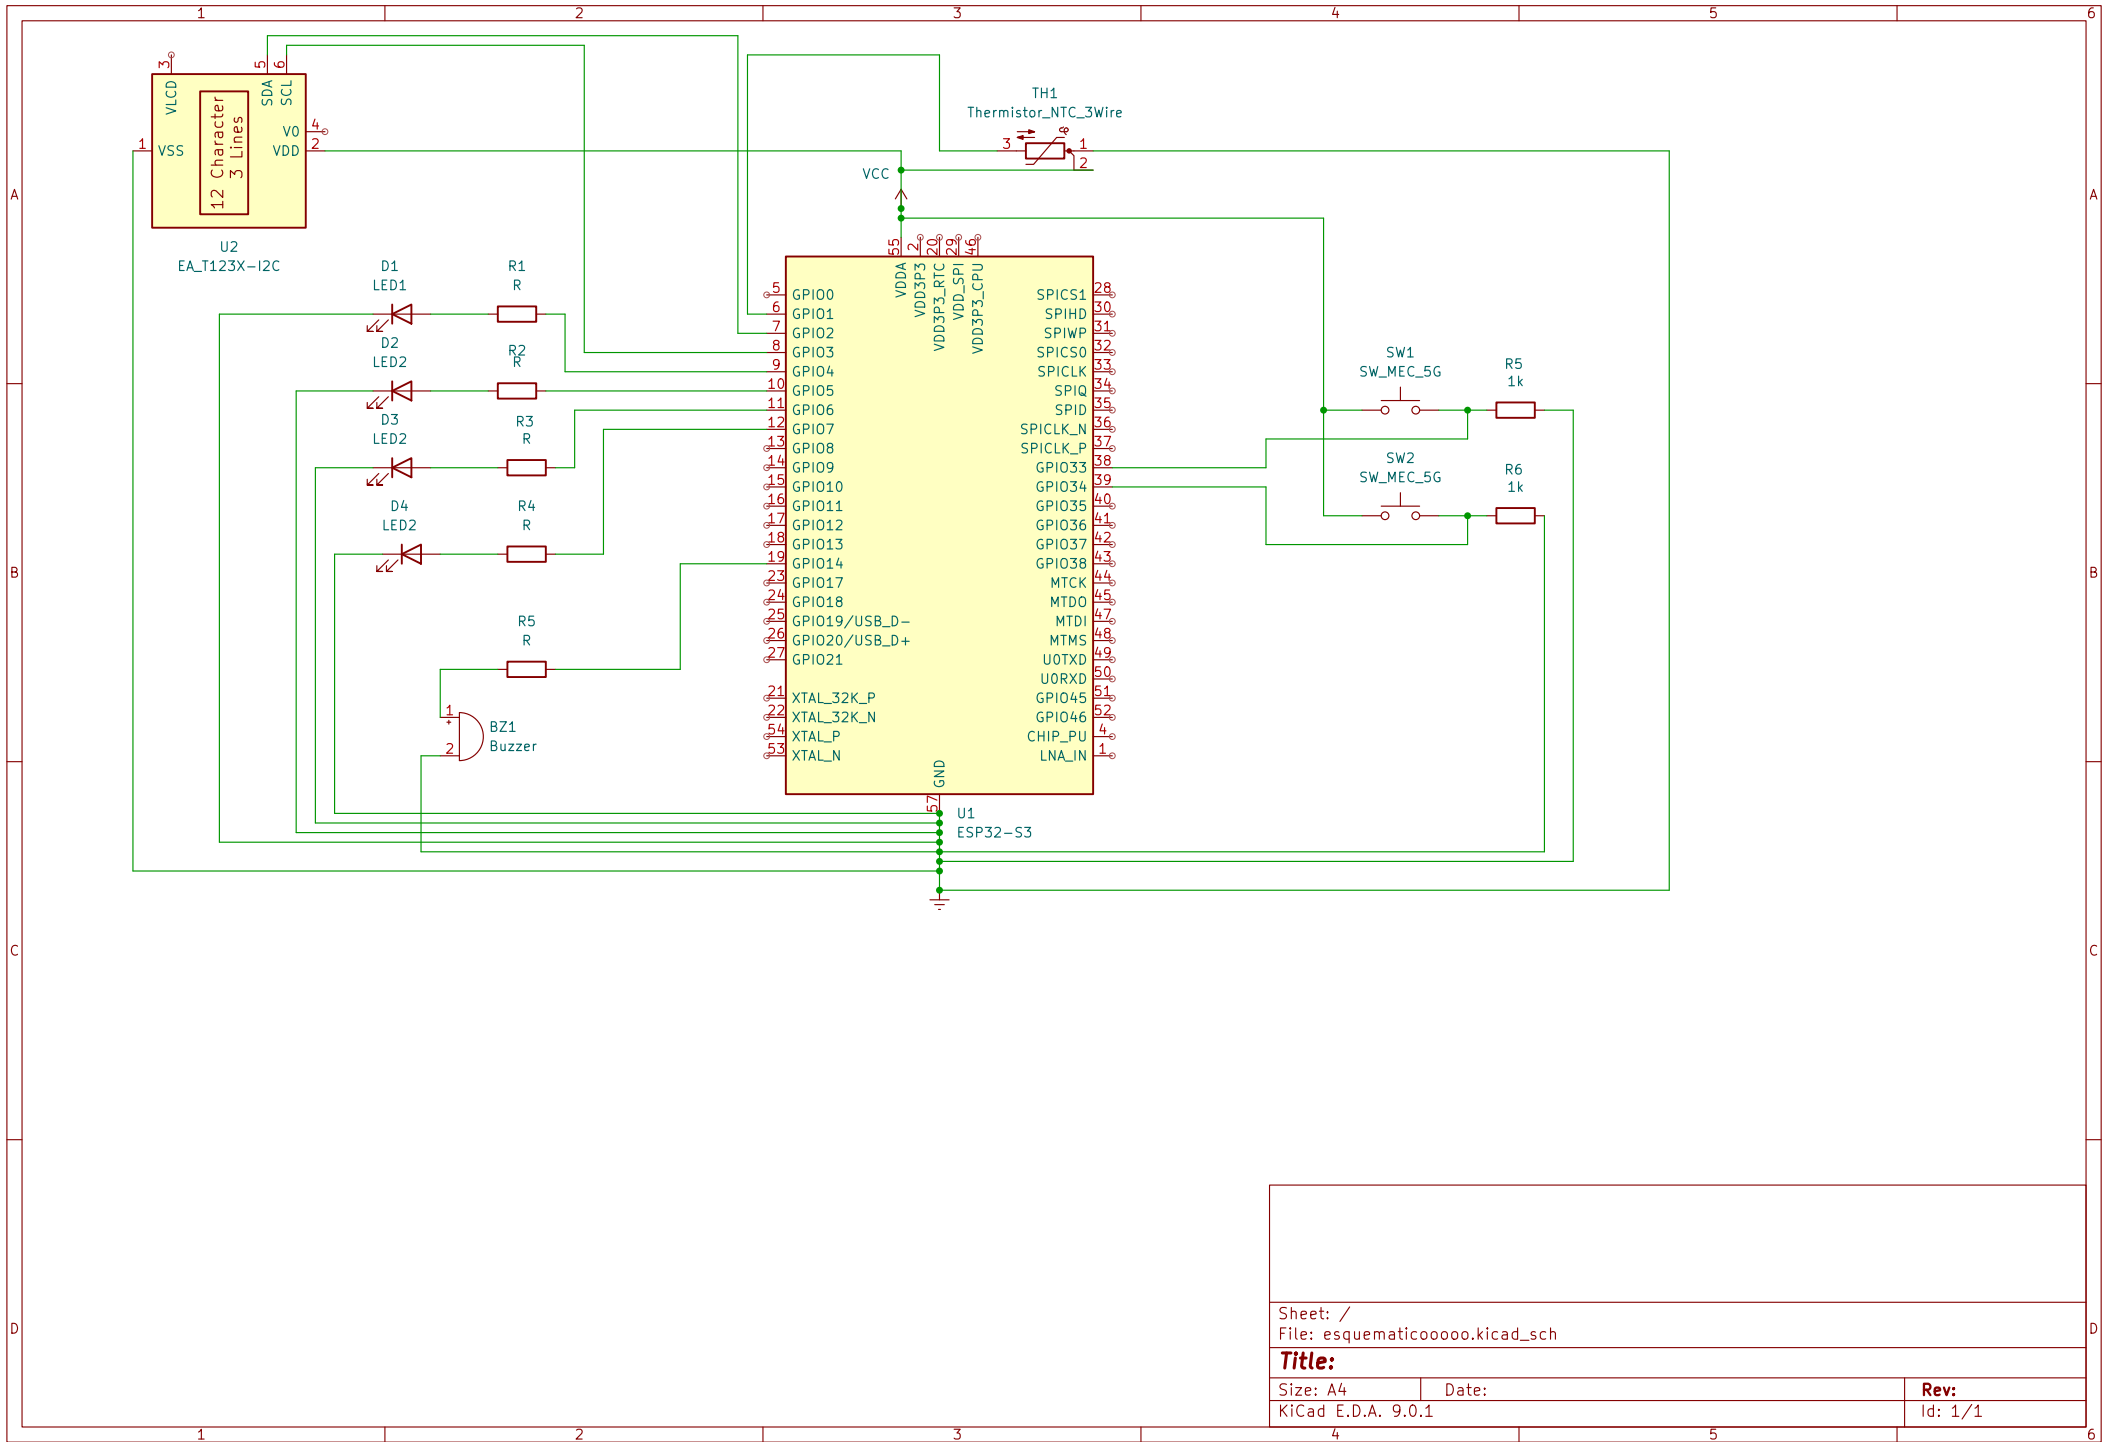 1 2 3 4 5 6
A
B
C
D
A
B
C
D
3
VLCD
5
SDA
6
SCL
V0 4
VDD 2
1 VSS
12 Character
3 Lines
U2
EA_T123X-I2C
TH1
Thermistor_NTC_3Wire
3
1
2
VCC
D1
LED1
R1
R
D2
LED2
R2
R
D3
LED2
R3
R
D4
LED2
R4
R
R5
R
1
+
2
BZ1
Buzzer
55 VDDA
2 VDD3P3
20 VDD3P3_RTC
29 VDD_SPI
46 VDD3P3_CPU
5 GPIO0
6 GPIO1
7 GPIO2
8 GPIO3
9 GPIO4
10 GPIO5
11 GPIO6
12 GPIO7
13 GPIO8
14 GPIO9
15 GPIO10
16 GPIO11
17 GPIO12
18 GPIO13
19 GPIO14
23 GPIO17
24 GPIO18
25 GPIO19/USB_D-
26 GPIO20/USB_D+
27 GPIO21
21 XTAL_32K_P
22 XTAL_32K_N
54 XTAL_P
53 XTAL_N
SPICS1 28
SPIHD 30
SPIWP 31
SPICS0 32
SPICLK 33
SPIQ 34
SPID 35
SPICLK_N 36
SPICLK_P 37
GPIO33 38
GPIO34 39
GPIO35 40
GPIO36 41
GPIO37 42
GPIO38 43
MTCK 44
MTDO 45
MTDI 47
MTMS 48
U0TXD 49
U0RXD 50
GPIO45 51
GPIO46 52
CHIP_PU 4
LNA_IN 1
GND
57
U1
ESP32-S3
SW1
SW_MEC_5G
R5
1k
SW2
SW_MEC_5G
R6
1k
Sheet: /
File: esquematicooooo.kicad_sch
Title:
Size: A4 Date: Rev:
KiCad E.D.A. 9.0.1 Id: 1/1
1 2 3 4 5 6